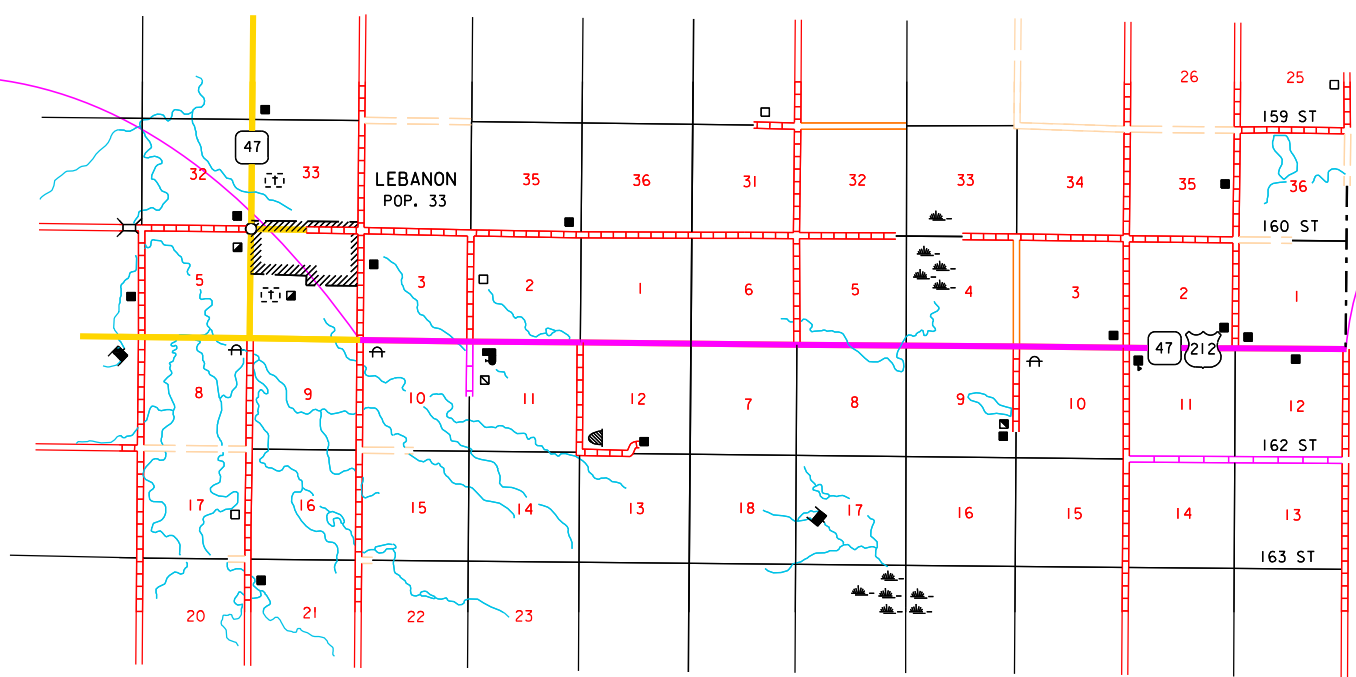 26 25
159 ST
47
32 33 LEBANON 35 36 31 32 33 34 35 36
POP. 33
160 ST
5 3 2 1 6 5 4 3 2 1
47 212
8 9 10 11 12 7 8 9 10 11 12
162 ST
17 16 15 14 13 18 17 16 15 14 13
163 ST
20 21 22 23